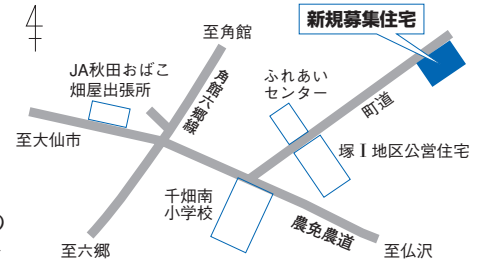 新規募集住宅
至角館
JA秋田おばこ
畑屋出張所
角館六郷線
ふれあい
センター
町道
至大仙市
塚Ⅰ地区公営住宅
千畑南
小学校
農免農道
至六郷
至仏沢
の